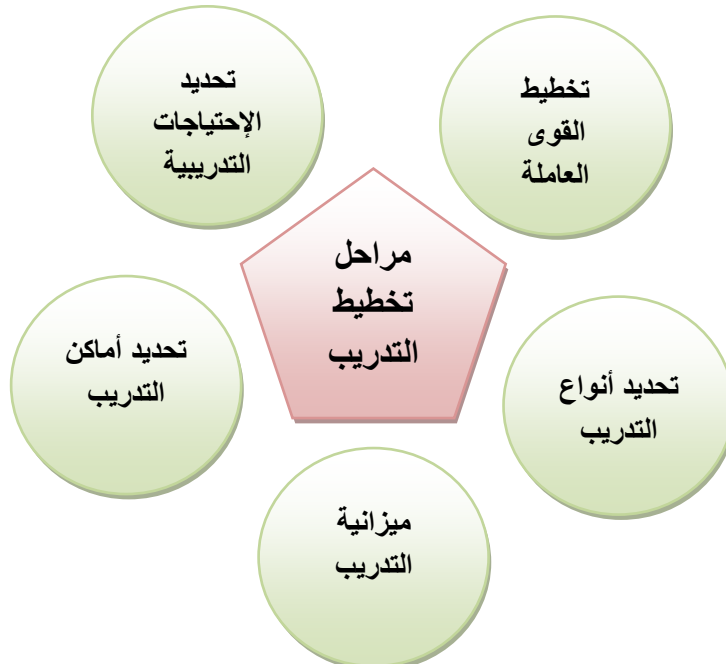 تخطيط
القوى
العاملة
تحديد
الإحتياجات
التدريبية
مراحل
تخطيط
التدريب
تحديد أنواع
التدريب
تحديد أماكن
التدريب
ميزانية
التدريب